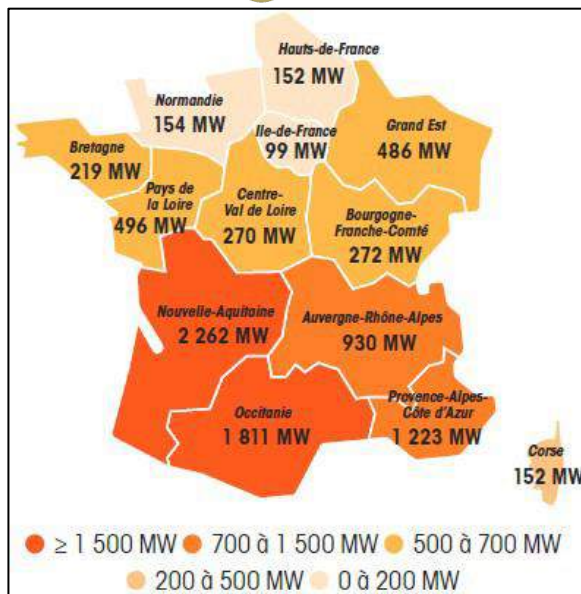 Hauts-de-France
152 MW
Normandie
154 MW
Ile-de-France
99 MW
Grand Est
486 MW
Bretagne
219 MW
Pays de
la Loire
496 MW
Centre-
Val de Loire
270 MW
Bourgogne-
Franche-Comté
272 MW
Nouvelle-Aquitaine
2 262 MW
Auvergne-Rhône-Alpes
930 MW
Occitanie
1 811 MW
Provence-Alpes-
Côte d'Azur
1 223 MW
Corse
152 MW
≥ 1 500 MW 700 à 1 500 MW 500 à 700 MW
200 à 500 MW 0 à 200 MW